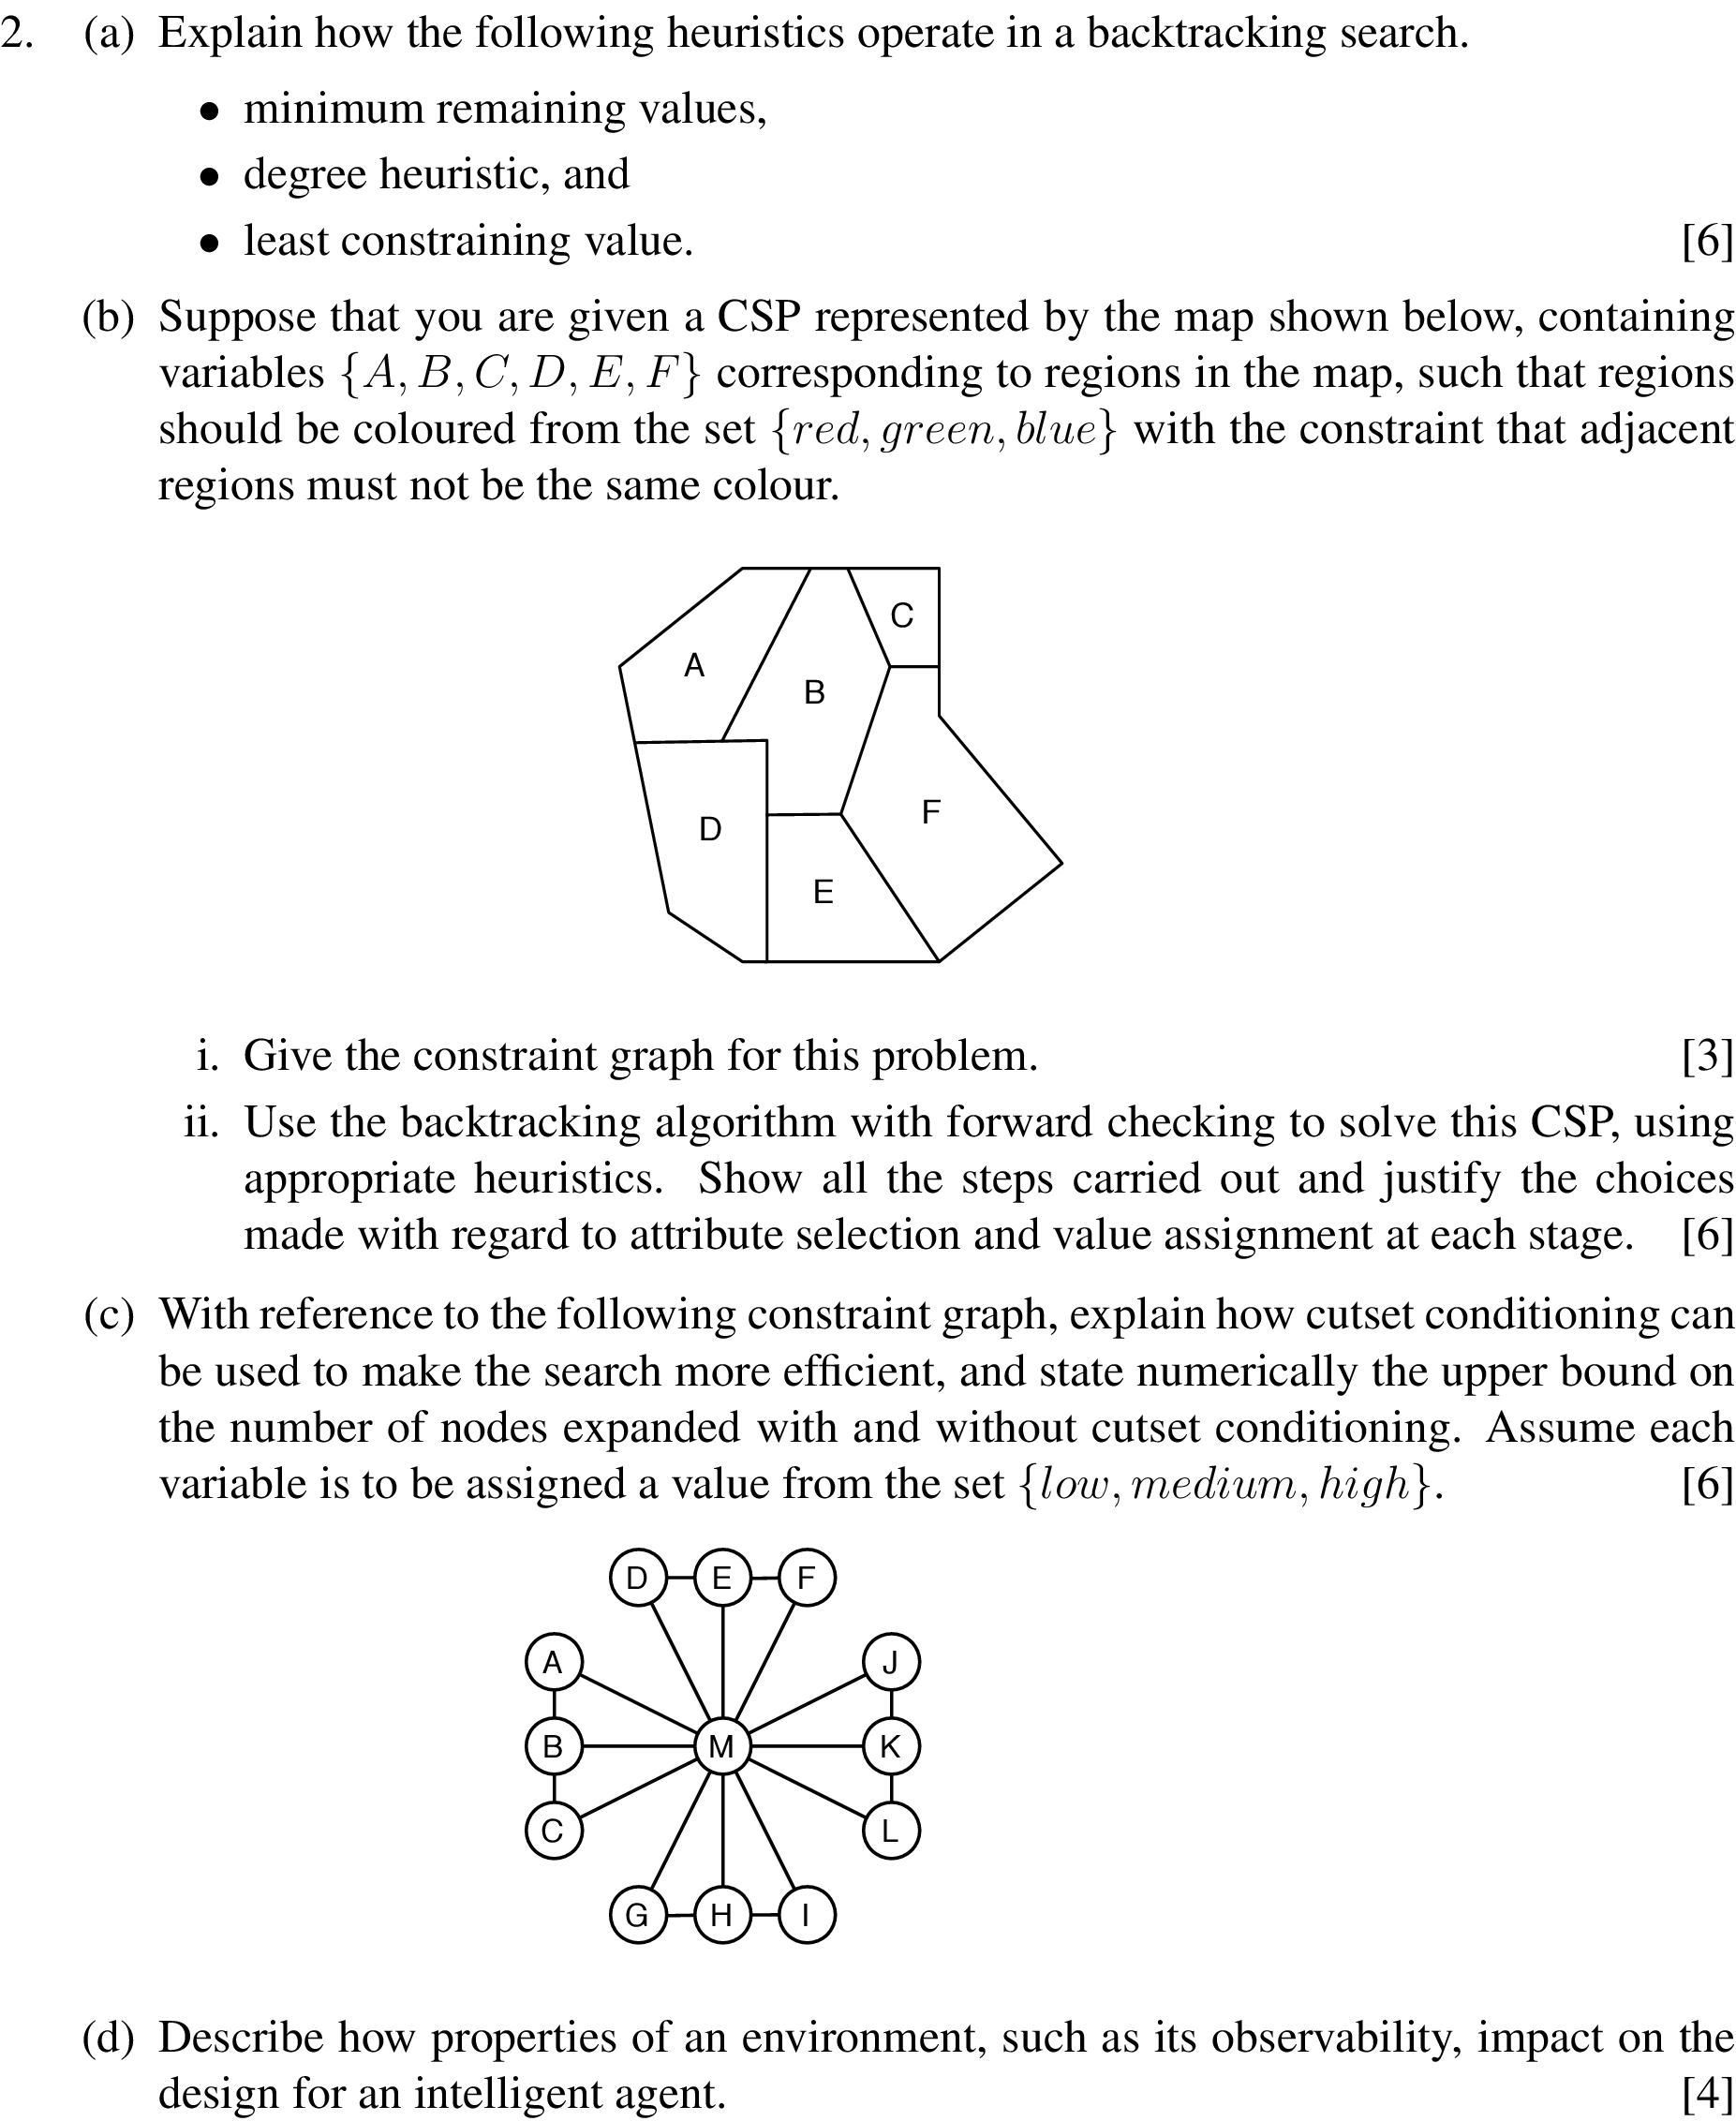 2. (a) Explain how the following heuristics operate in a backtracking search.
• minimum remaining values,
• degree heuristic, and
• least constraining value. [6]
(b) Suppose that you are given a CSP represented by the map shown below, containing
variables {A, B, C, D, E, F} corresponding to regions in the map, such that regions
should be coloured from the set {red, green, blue} with the constraint that adjacent
regions must not be the same colour.
C
A
B
F
D
E
i. Give the constraint graph for this problem. [3]
ii. Use the backtracking algorithm with forward checking to solve this CSP, using
appropriate heuristics. Show all the steps carried out and justify the choices
made with regard to attribute selection and value assignment at each stage. [6]
(c) With reference to the following constraint graph, explain how cutset conditioning can
be used to make the search more efficient, and state numerically the upper bound on
the number of nodes expanded with and without cutset conditioning. Assume each
variable is to be assigned a value from the set {low, medium, high}. [6]
D E F
A J
B M K
C L
G H I
(d) Describe how properties of an environment, such as its observability, impact on the
design for an intelligent agent. [4]